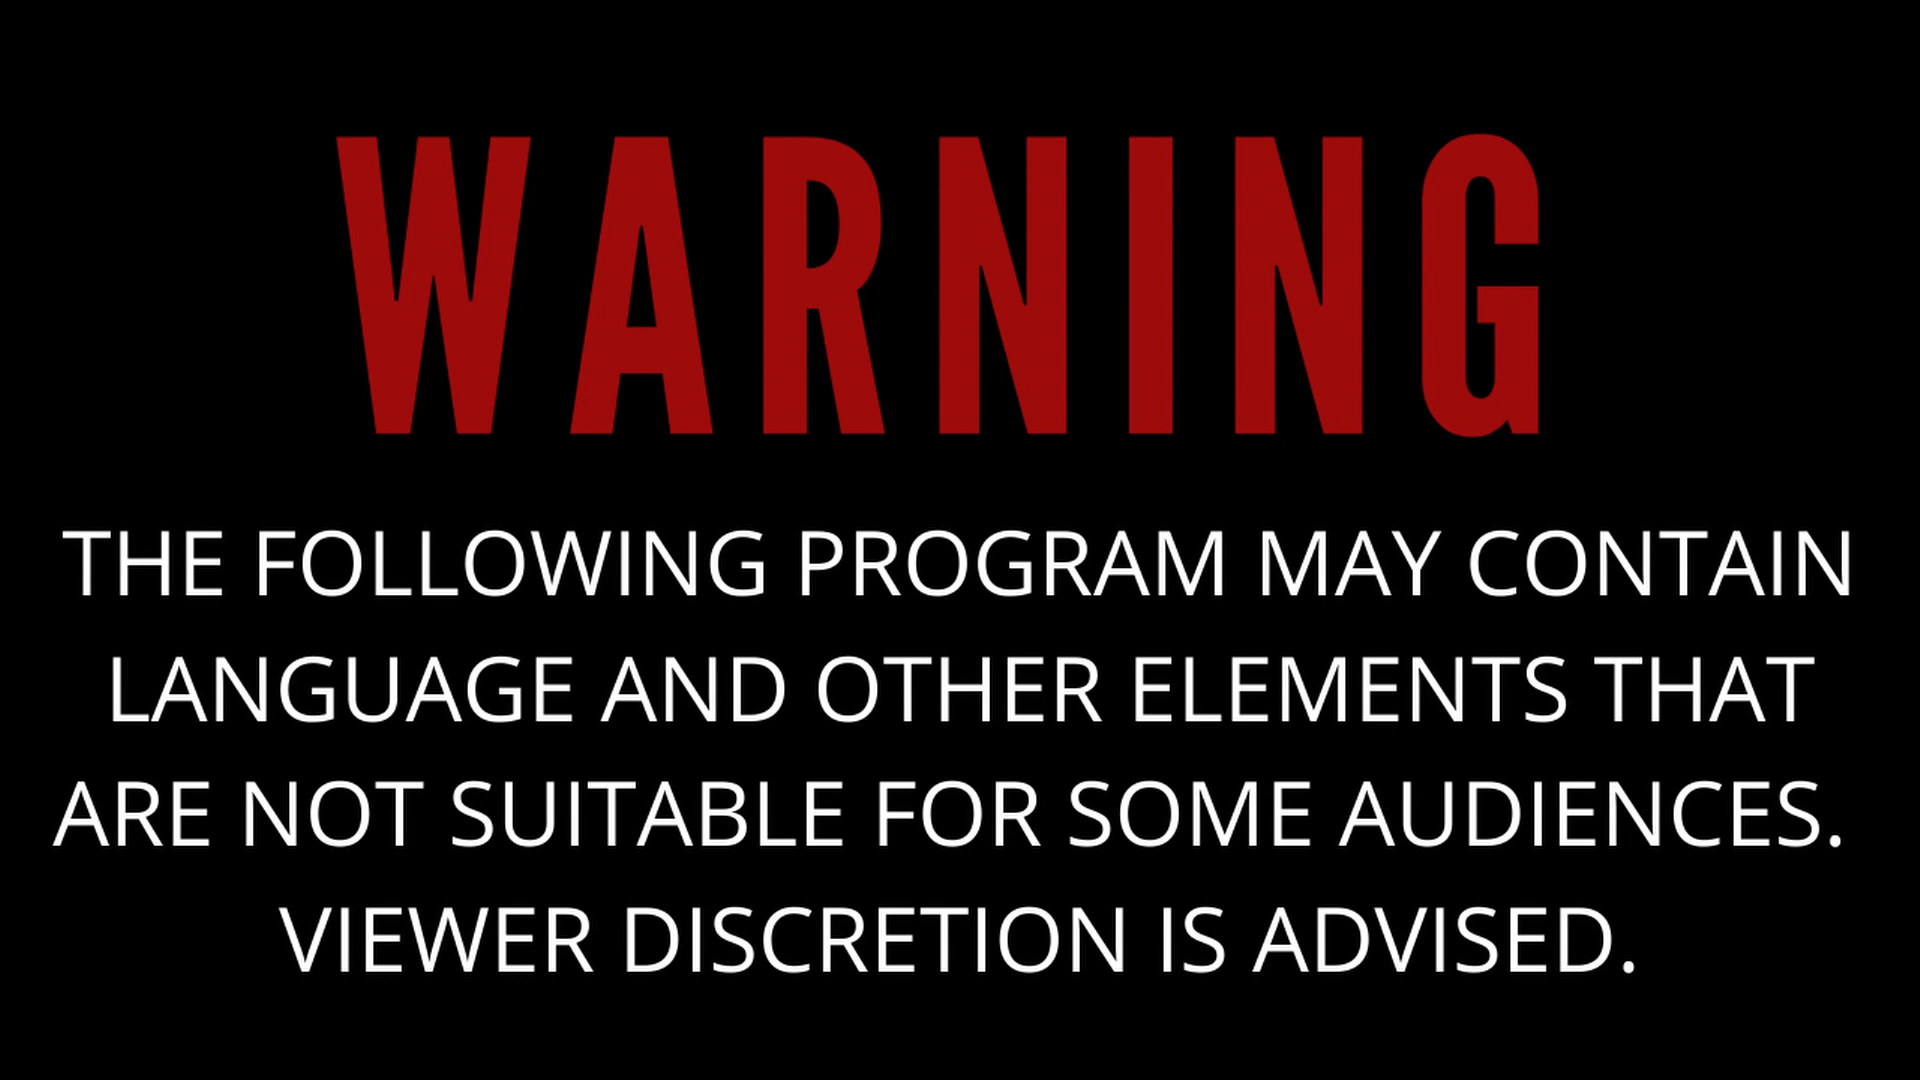 WARNING
THE FOLLOWING PROGRAM MAY CONTAIN
LANGUAGE AND OTHER ELEMENTS THAT
ARE NOT SUITABLE FOR SOME AUDIENCES.
VIEWER DISCRETION IS ADVISED.